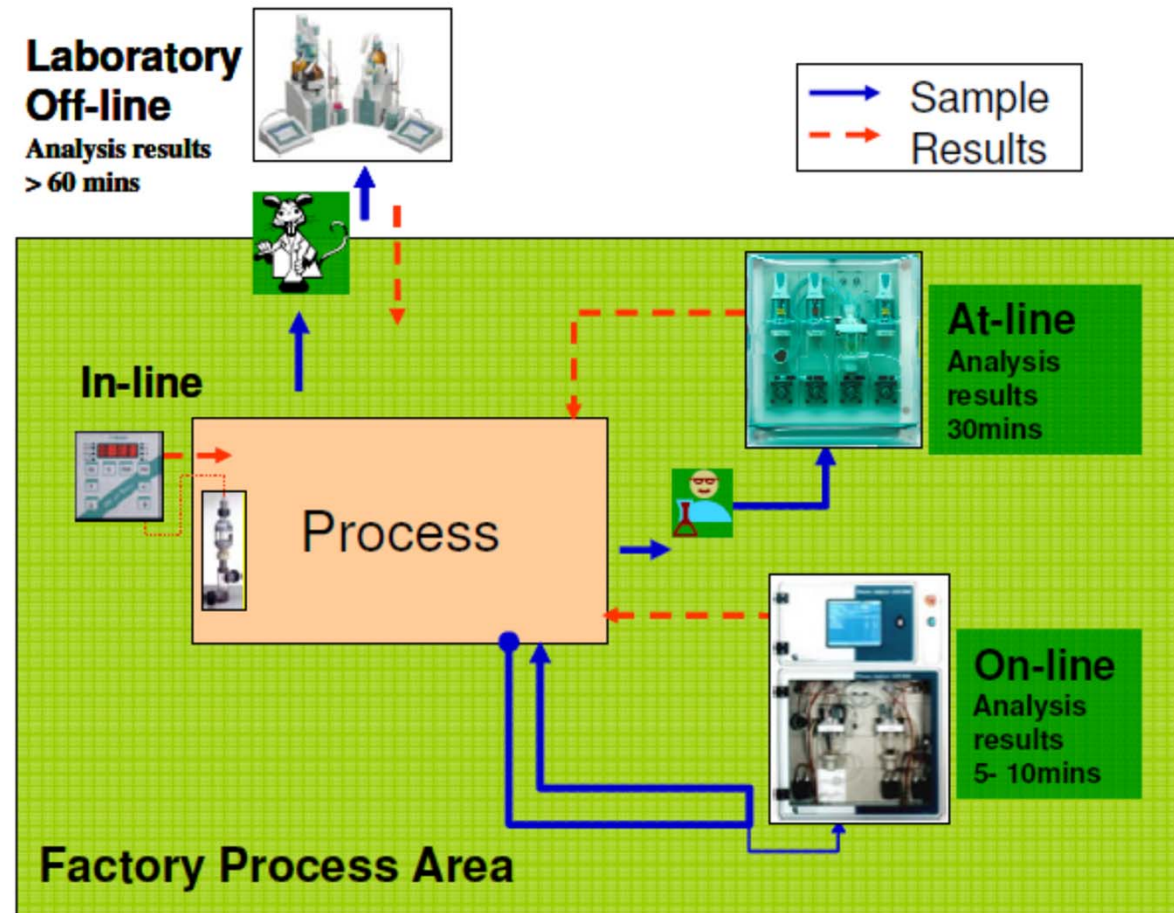 Laboratory
Off-line
Analysis results
> 60 mins
Sample
Results
At-line
Analysis
results
30mins
In-line
Process
On-line
Analysis
results
5- 10mins
Factory Process Area